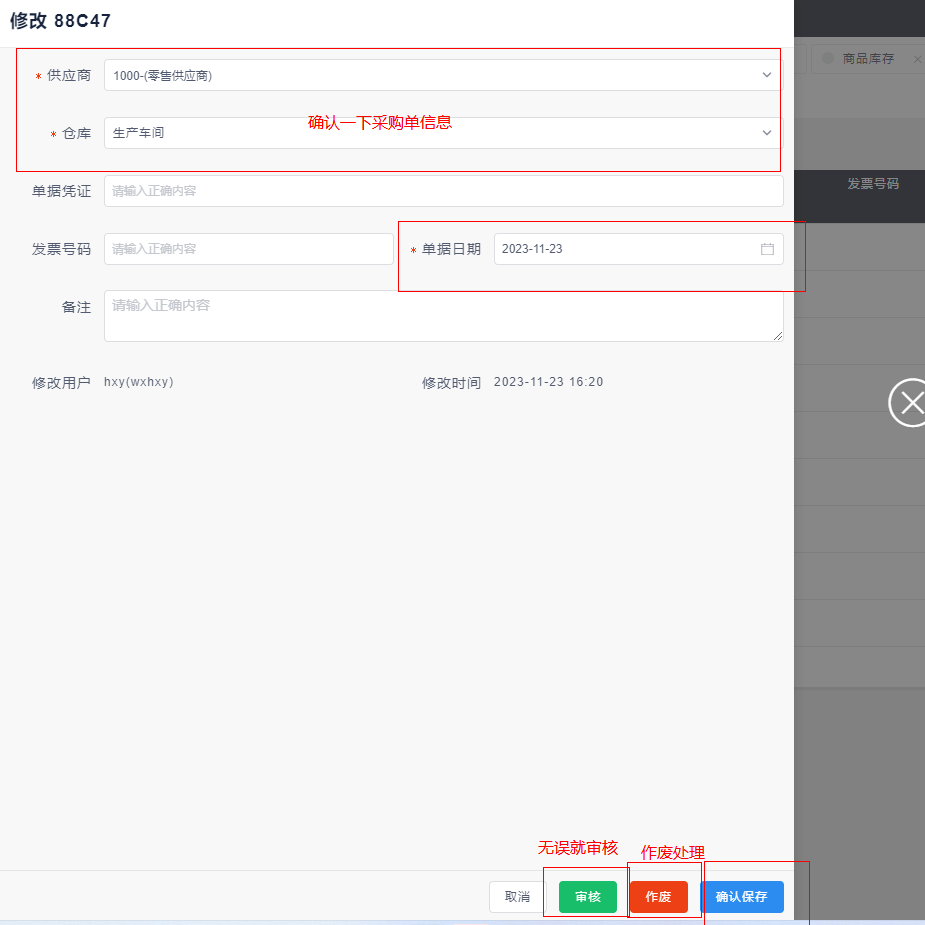 修改 88C47
商品库存
* 供应商 1000-(零售供应商)
确认一下采购单信息
* 仓库 生产车间
发票号码
单据凭证 请输入正确内容
发票号码 请输入正确内容 * 单据日期 2023-11-23
备注 请输入正确内容
修改用户 hxy(wxhxy) 修改时间 2023-11-23 16:20
无误就审核 作废处理
取消 审核 作废 确认保存